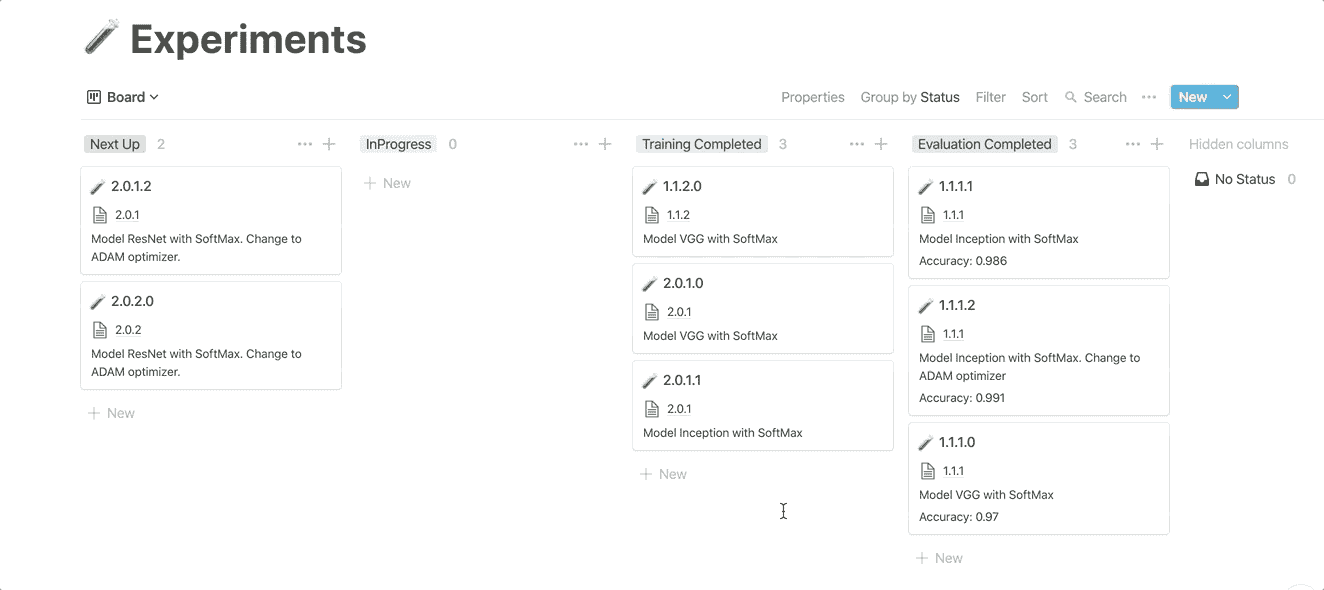 Experiments
Board
Properties
Group by Status
Filter
Sort
Search
New
Next Up 2
2.0.1.2
2.0.1
Model ResNet with SoftMax. Change to
ADAM optimizer.
2.0.2.0
2.0.2
Model ResNet with SoftMax. Change to
ADAM optimizer.
New
InProgress 0
New
Training Completed 3
1.1.2.0
1.1.2
Model VGG with SoftMax
2.0.1.0
2.0.1
Model VGG with SoftMax
2.0.1.1
2.0.1
Model Inception with SoftMax
New
Evaluation Completed 3
1.1.1.1
1.1.1
Model Inception with SoftMax
Accuracy: 0.986
1.1.1.2
1.1.1
Model Inception with SoftMax. Change to
ADAM optimizer
Accuracy: 0.991
1.1.1.0
1.1.1
Model VGG with SoftMax
Accuracy: 0.97
New
Hidden columns
No Status 0